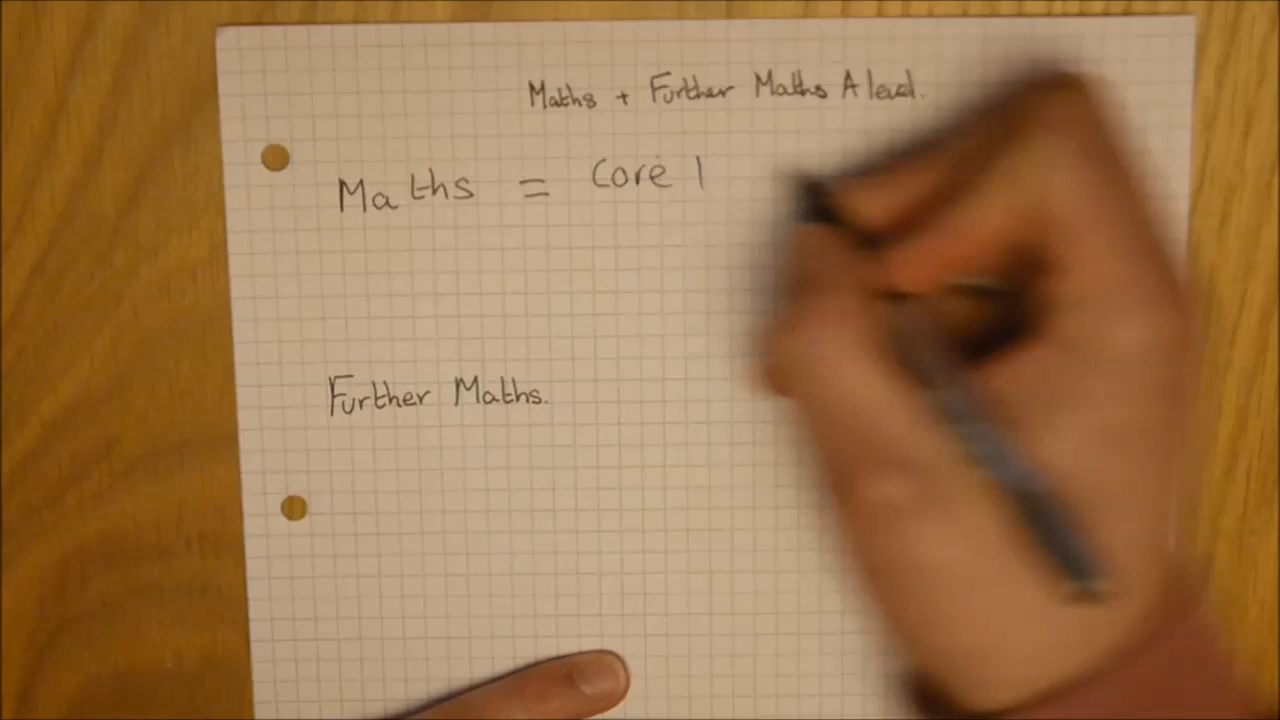 Maths + Further Maths A level.
Maths = Core 1
Further Maths.